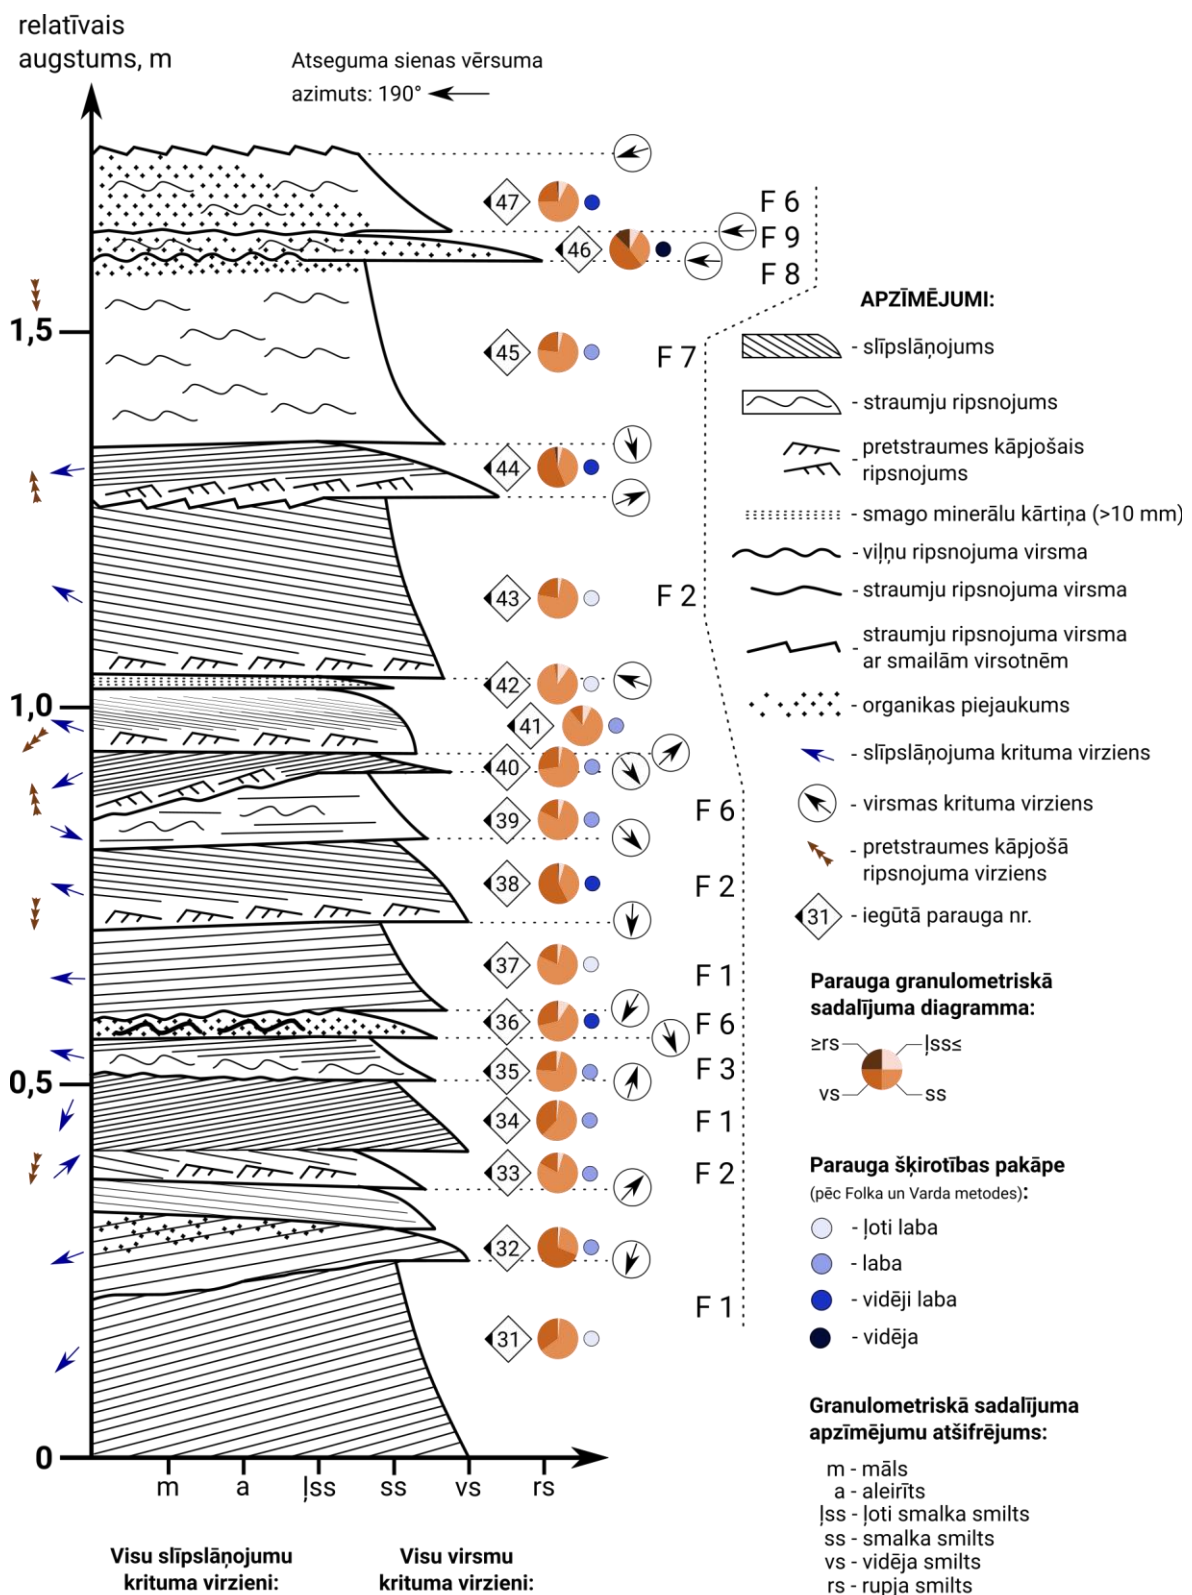 relatīvais
augstums, m
Atseguma sienas vērsuma
azimuts: 190°
47
F 6
46
F 9
F 8
1,5
45
F 7
44
43
F 2
42
1,0
41
40
39
F 6
38
F 2
37
F 1
36
F 6
0,5
35
F 3
34
F 1
33
F 2
32
31
F 1
0
m a ļss ss vs rs
Visu slīpslāņojumu
krituma virzieni:
Visu virsmu
krituma virzieni:
APZĪMĒJUMI:
- slīpslāņojums
- straumju ripsnojums
- pretstraumes kāpjošais
ripsnojums
- smago minerālu kārtiņa (>10 mm)
- viļņu ripsnojuma virsma
- straumju ripsnojuma virsma
- straumju ripsnojuma virsma
ar smailām virsotnēm
- organikas piejaukums
- slīpslāņojuma krituma virziens
- virsmas krituma virziens
- pretstraumes kāpjošā
ripsnojuma virziens
31 - iegūtā parauga nr.
Parauga granulometriskā
sadalījuma diagramma:
≥rs ļss≤
vs ss
Parauga šķirotības pakāpe
(pēc Folka un Varda metodes):
- ļoti laba
- laba
- vidēji laba
- vidēja
Granulometriskā sadalījuma
apzīmējumu atšifrējums:
m - māls
a - aleirīts
ļss - ļoti smalka smilts
ss - smalka smilts
vs - vidēja smilts
rs - rupja smilts